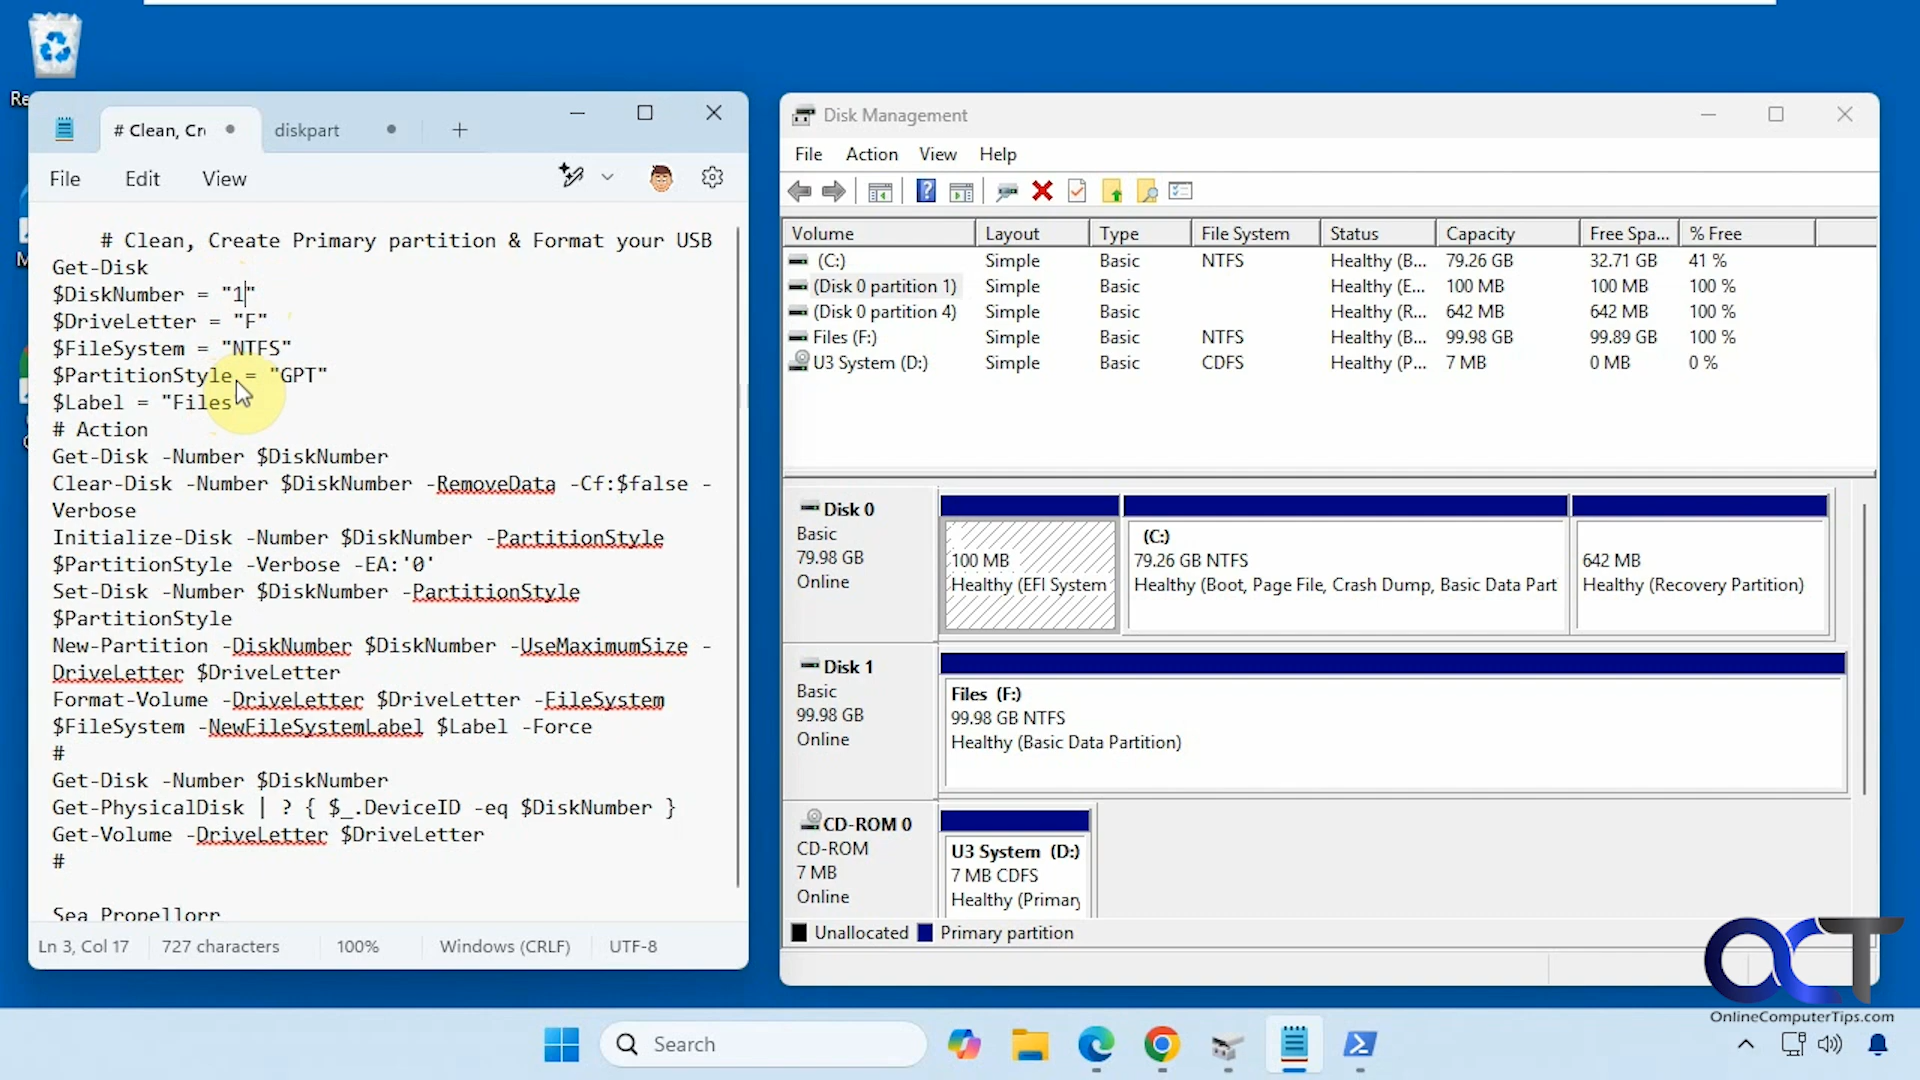 Re
# Clean, Cr
diskpart
File
Edit
View
# Clean, Create Primary partition & Format your USB
Get-Disk
$DiskNumber = "1"
$DriveLetter = "F"
$FileSystem = "NTFS"
$PartitionStyle = "GPT"
$Label = "Files"
# Action
Get-Disk -Number $DiskNumber
Clear-Disk -Number $DiskNumber -RemoveData -Cf:$false -
Verbose
Initialize-Disk -Number $DiskNumber -PartitionStyle
$PartitionStyle -Verbose -EA:'0'
Set-Disk -Number $DiskNumber -PartitionStyle
$PartitionStyle
New-Partition -DiskNumber $DiskNumber -UseMaximumSize -
DriveLetter $DriveLetter
Format-Volume -DriveLetter $DriveLetter -FileSystem
$FileSystem -NewFileSystemLabel $Label -Force
#
Get-Disk -Number $DiskNumber
Get-PhysicalDisk | ? { $_.DeviceID -eq $DiskNumber }
Get-Volume -DriveLetter $DriveLetter
#
Sea Propellorr
Ln 3, Col 17
727 characters
100%
Windows (CRLF)
UTF-8
Disk Management
File Action View Help
Volume Layout Type File System Status Capacity Free Spa... % Free
(C:) Simple Basic NTFS Healthy (B... 79.26 GB 32.71 GB 41 %
(Disk 0 partition 1) Simple Basic Healthy (E... 100 MB 100 MB 100 %
(Disk 0 partition 4) Simple Basic Healthy (R... 642 MB 642 MB 100 %
Files (F:) Simple Basic NTFS Healthy (B... 99.98 GB 99.89 GB 100 %
U3 System (D:) Simple Basic CDFS Healthy (P... 7 MB 0 MB 0 %
Disk 0
Basic
79.98 GB
Online
100 MB
Healthy (EFI System
(C:)
79.26 GB NTFS
Healthy (Boot, Page File, Crash Dump, Basic Data Part
642 MB
Healthy (Recovery Partition)
Disk 1
Basic
99.98 GB
Online
Files (F:)
99.98 GB NTFS
Healthy (Basic Data Partition)
CD-ROM 0
CD-ROM
7 MB
Online
U3 System (D:)
7 MB CDFS
Healthy (Primary
Unallocated
Primary partition
OCT
OnlineComputerTips.com
Search